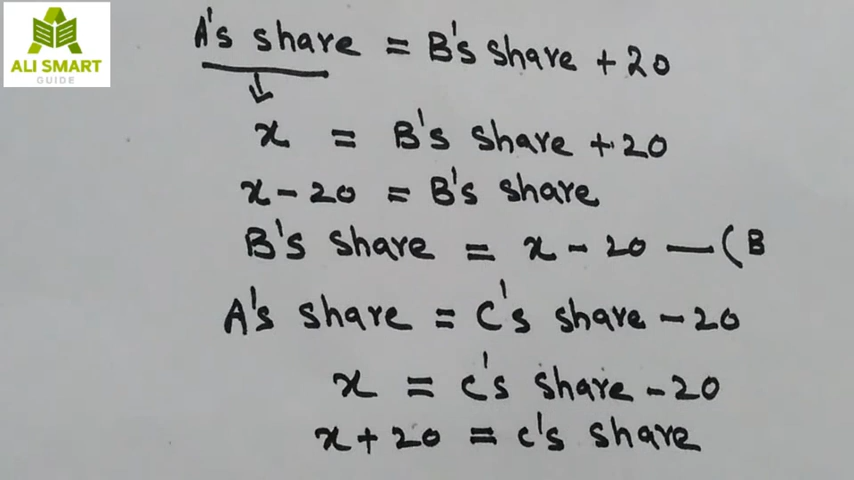 ALI SMART
GUIDE
A's share = B's share + 20
x = B's share + 20
x - 20 = B's share
B's share = x - 20 — (B
A's share = C's share - 20
x = C's share - 20
x + 20 = C's share